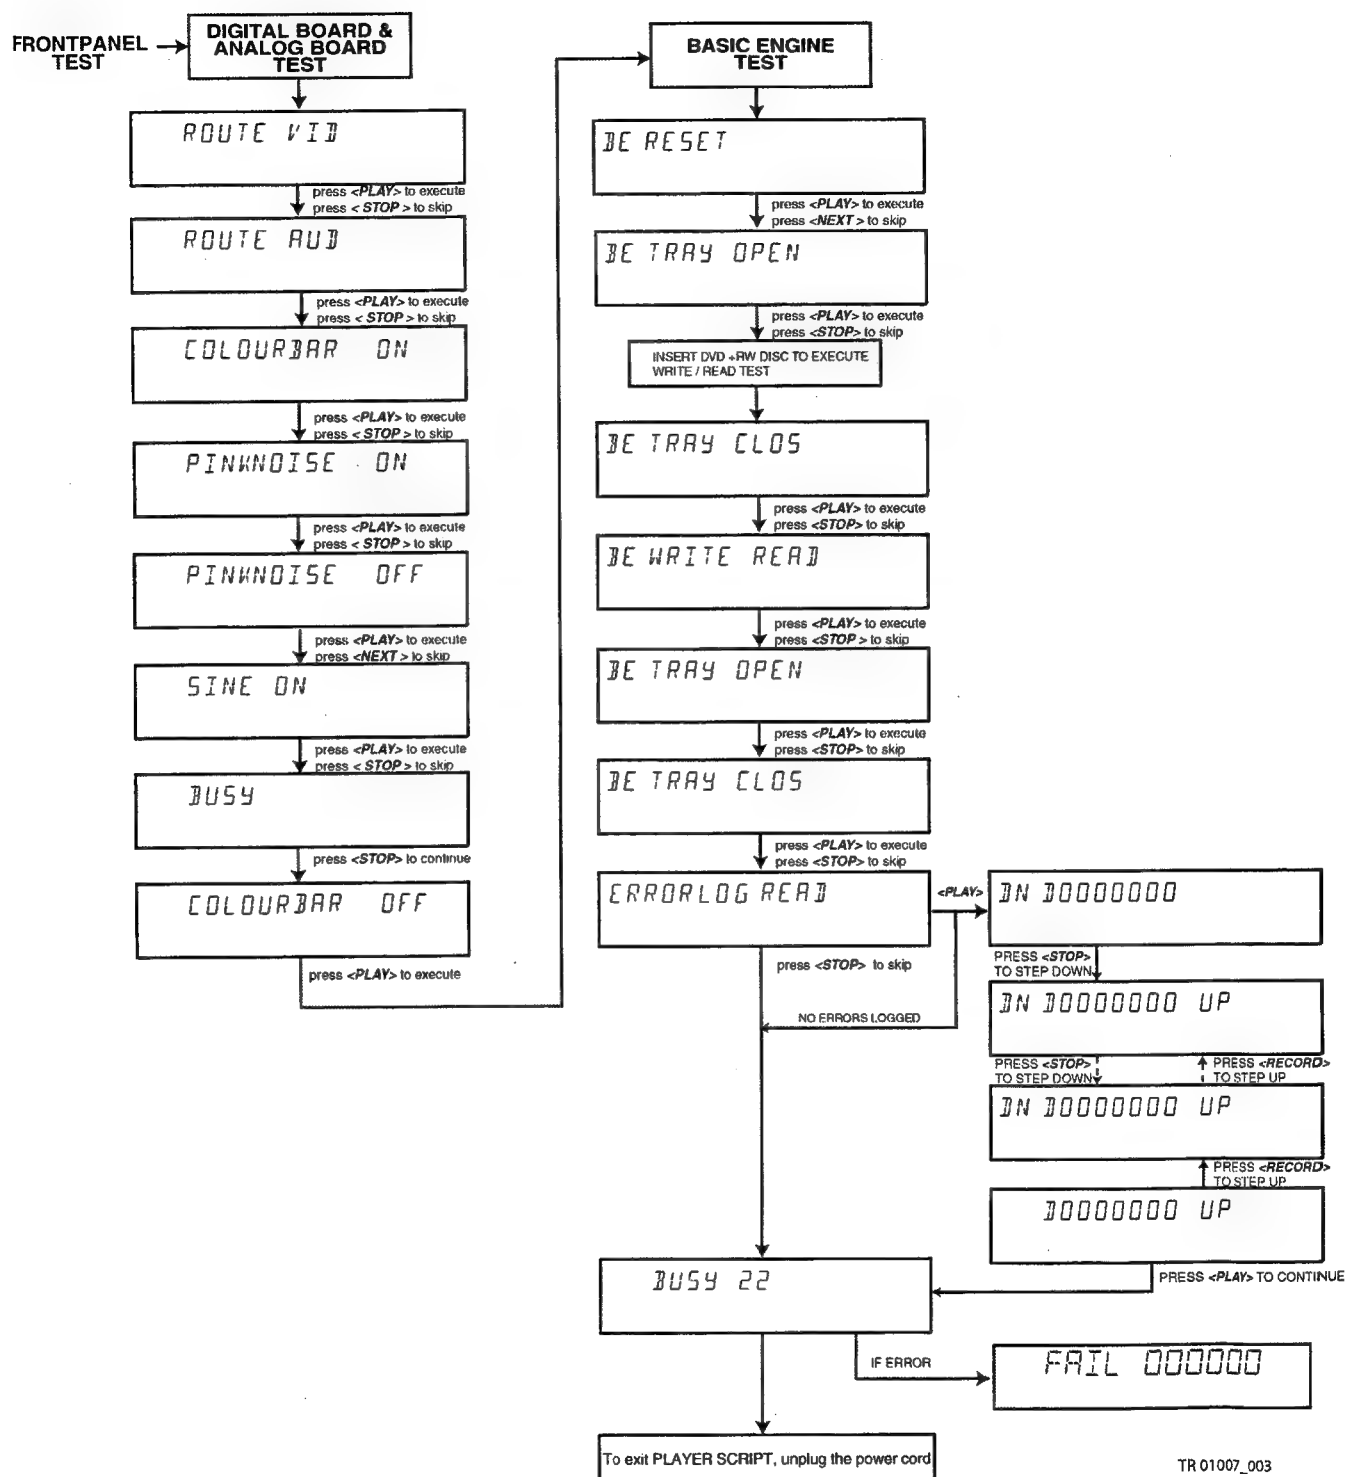 FRONTPANEL
TEST
DIGITAL BOARD &
ANALOG BOARD
TEST
ROUTE VID
press <PLAY> to execute
press < STOP > to skip
ROUTE AUD
press <PLAY> to execute
press < STOP > to skip
COLOURBAR ON
press <PLAY> to execute
press < STOP > to skip
PINKNOISE ON
press <PLAY> to execute
press < STOP > to skip
PINKNOISE OFF
press <PLAY> to execute
press <NEXT > to skip
SINE ON
press <PLAY> to execute
press < STOP > to skip
BUSY
press <STOP> to continue
COLOURBAR OFF
press <PLAY> to execute
BASIC ENGINE
TEST
BE RESET
press <PLAY> to execute
press <NEXT > to skip
BE TRAY OPEN
press <PLAY> to execute
press <STOP> to skip
INSERT DVD +RW DISC TO EXECUTE
WRITE / READ TEST
BE TRAY CLOS
press <PLAY> to execute
press <STOP> to skip
BE WRITE READ
press <PLAY> to execute
press <STOP > to skip
BE TRAY OPEN
press <PLAY> to execute
press <STOP> to skip
BE TRAY CLOS
press <PLAY> to execute
press <STOP> to skip
ERRORLOG READ
<PLAY>
press <STOP> to skip
NO ERRORS LOGGED
DN D0000000
PRESS <STOP>
TO STEP DOWN
DN D0000000 UP
PRESS <STOP>
TO STEP DOWN
PRESS <RECORD>
TO STEP UP
DN D0000000 UP
PRESS <RECORD>
TO STEP UP
D0000000 UP
PRESS <PLAY> TO CONTINUE
BUSY 22
IF ERROR
FAIL 000000
To exit PLAYER SCRIPT, unplug the power cord
TR 01007_003